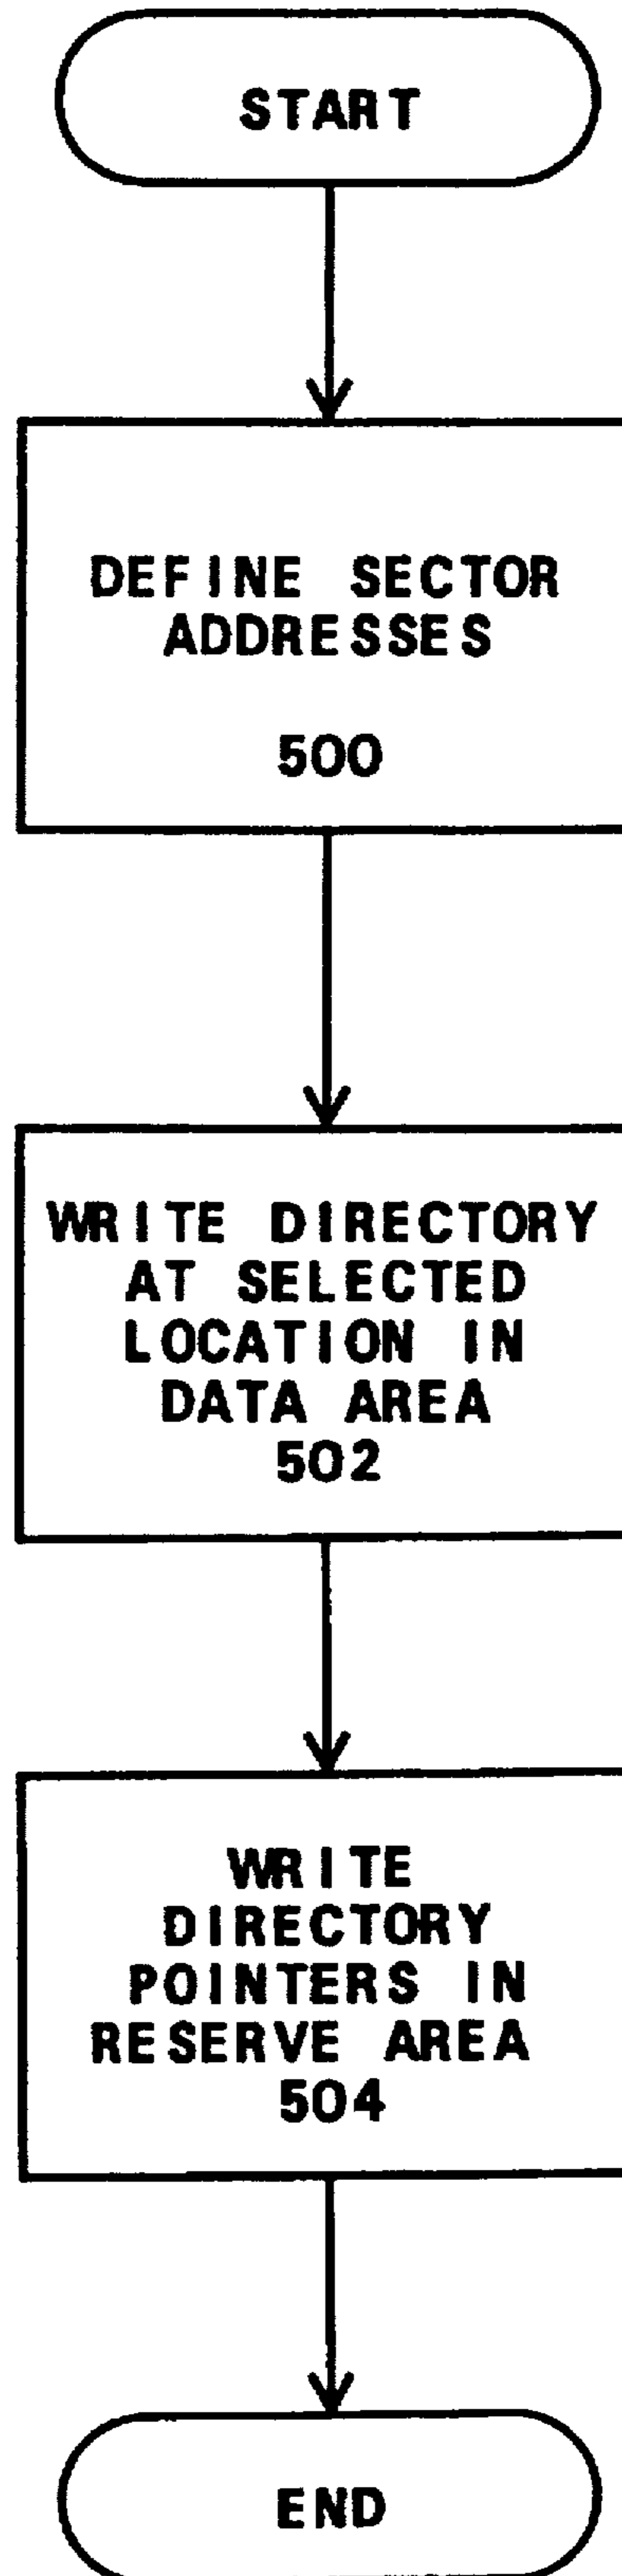 START
DEFINE SECTOR
ADDRESSES
500
WRITE DIRECTORY
AT SELECTED
LOCATION IN
DATA AREA
502
WRITE
DIRECTORY
POINTERS IN
RESERVE AREA
504
END